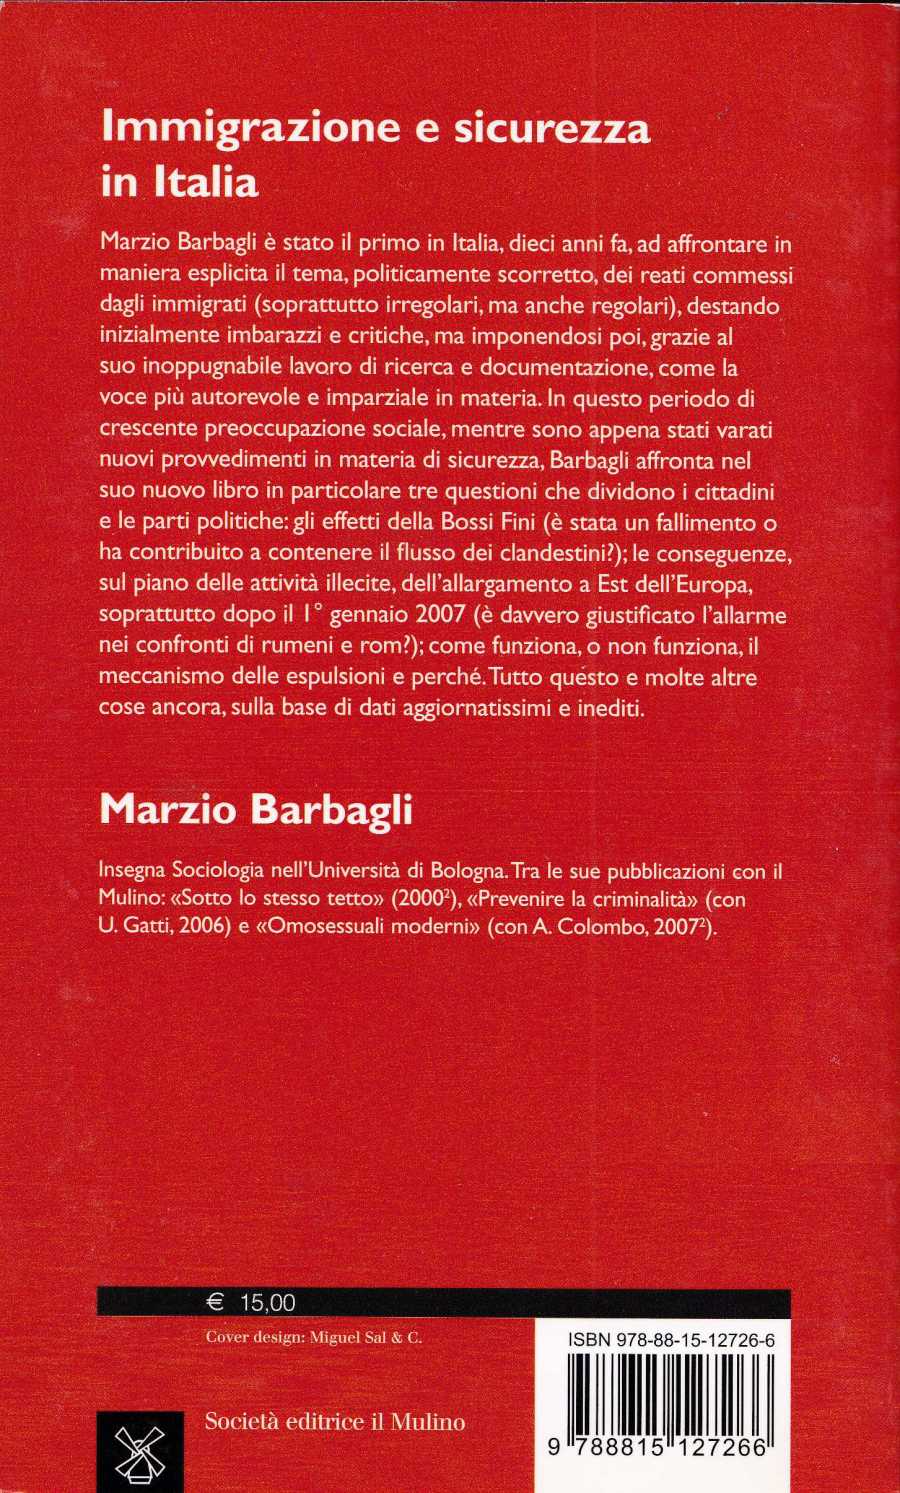 Immigrazione e sicurezza
in Italia
Marzio Barbagli è stato il primo in Italia, dieci anni fa, ad affrontare in
maniera esplicita il tema, politicamente scorretto, dei reati commessi
dagli immigrati (soprattutto irregolari, ma anche regolari), destando
inizialmente imbarazzi e critiche, ma imponendosi poi, grazie al
suo inoppugnabile lavoro di ricerca e documentazione, come la
voce più autorevole e imparziale in materia. In questo periodo di
crescente preoccupazione sociale, mentre sono appena stati varati
nuovi provvedimenti in materia di sicurezza, Barbagli affronta nel
suo nuovo libro in particolare tre questioni che dividono i cittadini
e le parti politiche: gli effetti della Bossi Fini (è stata un fallimento o
ha contribuito a contenere il flusso dei clandestini?); le conseguenze,
sul piano delle attività illecite, dell'allargamento a Est dell'Europa,
soprattutto dopo il 1° gennaio 2007 (è davvero giustificato l'allarme
nei confronti di rumeni e rom?); come funziona, o non funziona, il
meccanismo delle espulsioni e perché. Tutto questo e molte altre
cose ancora, sulla base di dati aggiornatissimi e inediti.
Marzio Barbagli
Insegna Sociologia nell'Università di Bologna. Tra le sue pubblicazioni con il
Mulino: «Sotto lo stesso tetto» (2000²), «Prevenire la criminalità» (con
U. Gatti, 2006) e «Omosessuali moderni» (con A. Colombo, 2007²).
€ 15,00
Cover design: Miguel Sal & C.
ISBN 978-88-15-12726-6
9 788815 127266
Società editrice il Mulino